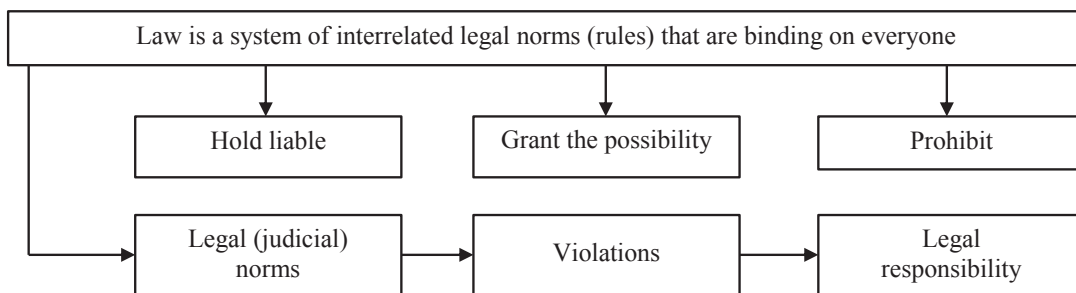 Law is a system of interrelated legal norms (rules) that are binding on everyone
Hold liable
Grant the possibility
Prohibit
Legal (judicial)
norms
Violations
Legal
responsibility